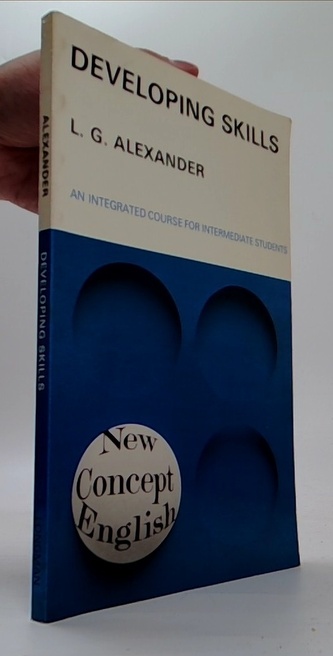 DEVELOPING SKILLS
L. G. ALEXANDER
AN INTEGRATED COURSE FOR INTERMEDIATE STUDENTS
New
Concept
English
ALEXANDER
DEVELOPING SKILLS